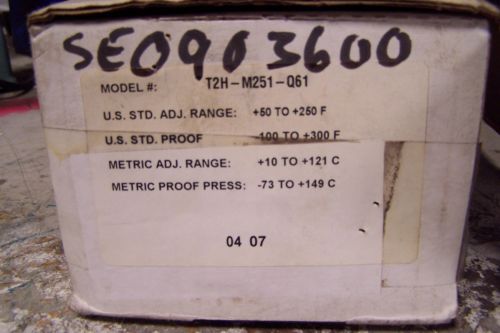 SE0903600
MODEL #: T2H-M251-Q61
U.S. STD. ADJ. RANGE: +50 TO +250 F
U.S. STD. PROOF -100 TO +300 F
METRIC ADJ. RANGE: +10 TO +121 C
METRIC PROOF PRESS: -73 TO +149 C
04 07